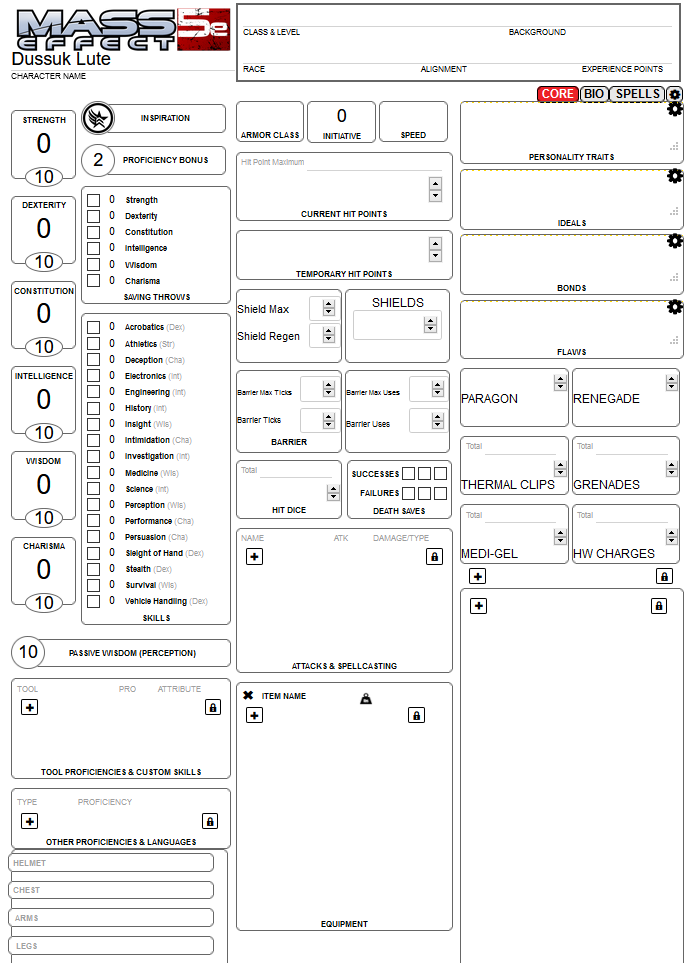 MASS EFFECT 5e
Dussuk Lute
CHARACTER NAME
CLASS & LEVEL BACKGROUND
RACE ALIGNMENT EXPERIENCE POINTS
CORE BIO SPELLS
STRENGTH
0
10
DEXTERITY
0
10
CONSTITUTION
0
10
INTELLIGENCE
0
10
WISDOM
0
10
CHARISMA
0
10
INSPIRATION
2 PROFICIENCY BONUS
0 Strength
0 Dexterity
0 Constitution
0 Intelligence
0 Wisdom
0 Charisma
SAVING THROWS
0 Acrobatics (Dex)
0 Athletics (Str)
0 Deception (Cha)
0 Electronics (Int)
0 Engineering (Int)
0 History (Int)
0 Insight (Wis)
0 Intimidation (Cha)
0 Investigation (Int)
0 Medicine (Wis)
0 Science (Int)
0 Perception (Wis)
0 Performance (Cha)
0 Persuasion (Cha)
0 Sleight of Hand (Dex)
0 Stealth (Dex)
0 Survival (Wis)
0 Vehicle Handling (Dex)
SKILLS
10 PASSIVE WISDOM (PERCEPTION)
TOOL PRO ATTRIBUTE
TOOL PROFICIENCIES & CUSTOM SKILLS
TYPE PROFICIENCY
OTHER PROFICIENCIES & LANGUAGES
HELMET
CHEST
ARMS
LEGS
0
ARMOR CLASS INITIATIVE SPEED
Hit Point Maximum
CURRENT HIT POINTS
TEMPORARY HIT POINTS
Shield Max
Shield Regen
SHIELDS
Barrier Max Ticks
Barrier Ticks
BARRIER
Barrier Max Uses
Barrier Uses
Total
HIT DICE
SUCCESSES
FAILURES
DEATH SAVES
NAME ATK DAMAGE/TYPE
ATTACKS & SPELLCASTING
ITEM NAME
EQUIPMENT
PERSONALITY TRAITS
IDEALS
BONDS
FLAWS
PARAGON RENEGADE
Total Total
THERMAL CLIPS GRENADES
Total Total
MEDI-GEL HW CHARGES